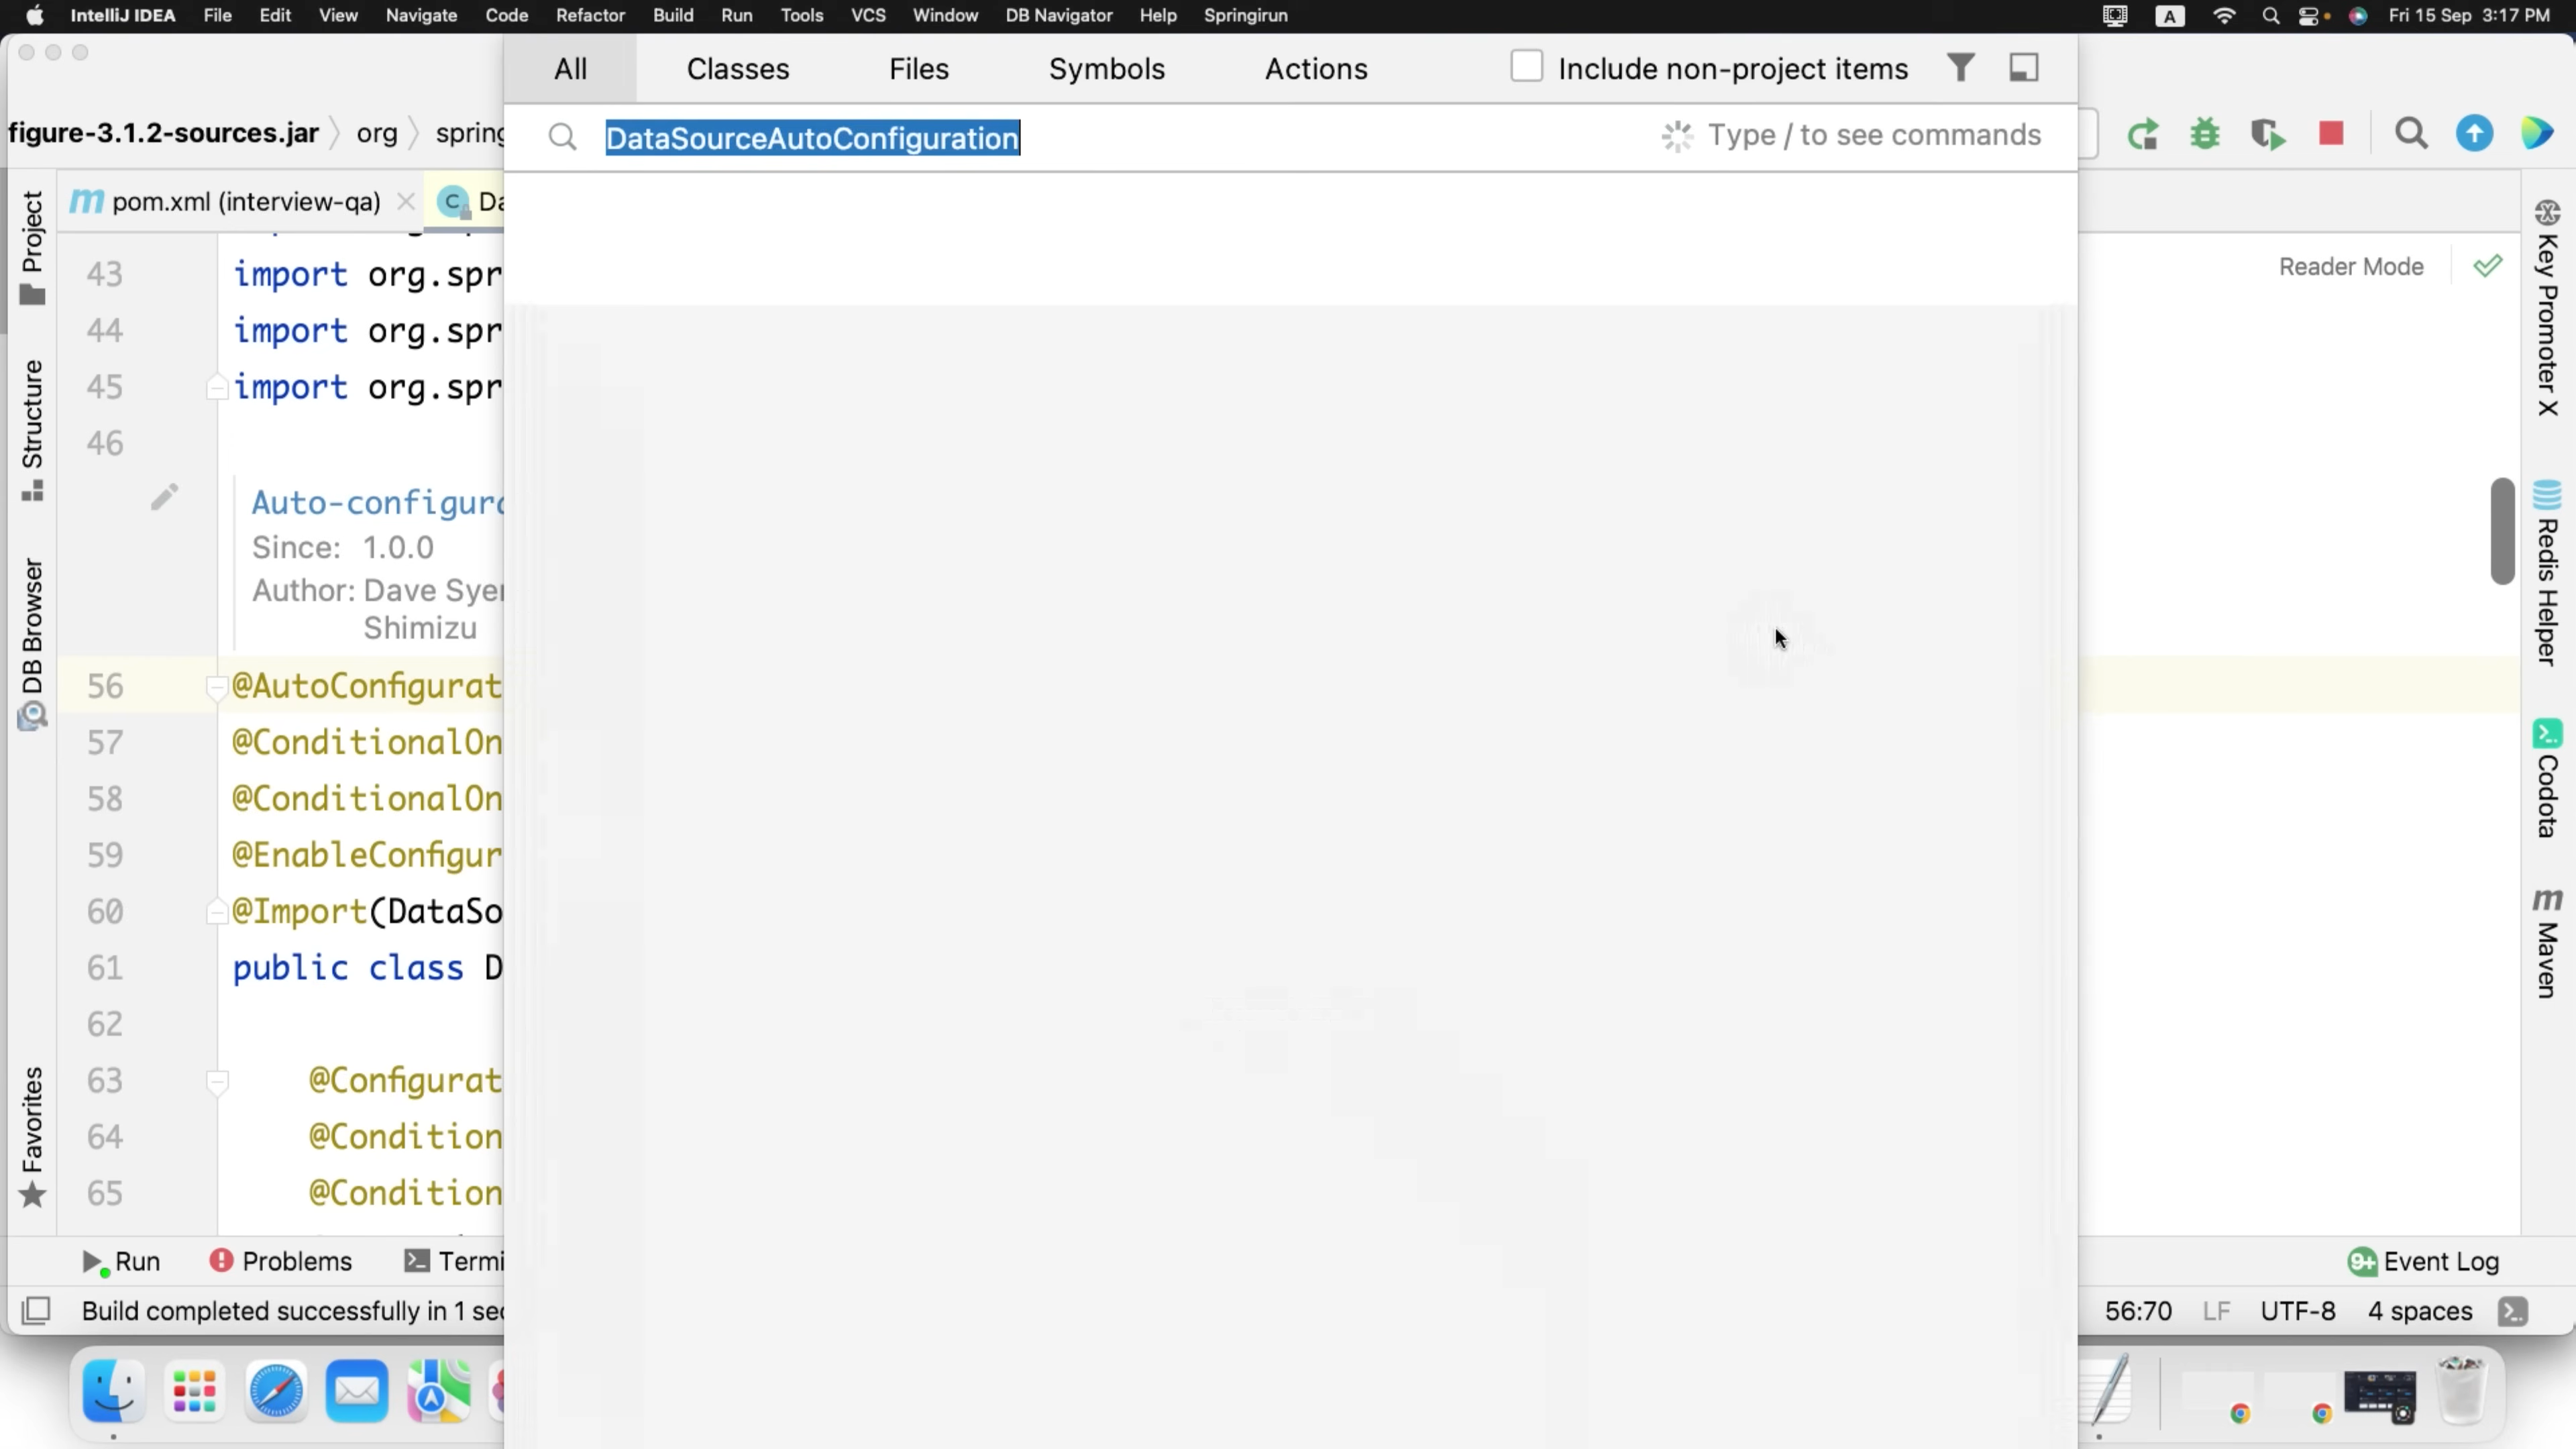 IntelliJ IDEA File Edit View Navigate Code Refactor Build Run Tools VCS Window DB Navigator Help Springirun A Fri 15 Sep 3:17 PM
All Classes Files Symbols Actions Include non-project items
figure-3.1.2-sources.jar org spring
DataSourceAutoConfiguration Type / to see commands
pom.xml (interview-qa) Da
Reader Mode
43 import org.spr
44 import org.spr
45 import org.spr
46
Auto-configura
Since: 1.0.0
Author: Dave Syer
Shimizu
56 @AutoConfigurat
57 @ConditionalOn
58 @ConditionalOn
59 @EnableConfigur
60 @Import(DataSo
61 public class D
62
63 @Configurat
64 @Condition
65 @Condition
Project
Structure
DB Browser
Favorites
Key Promoter X
Redis Helper
Codota
Maven
Run Problems Termi 9+ Event Log
Build completed successfully in 1 sec 56:70 LF UTF-8 4 spaces